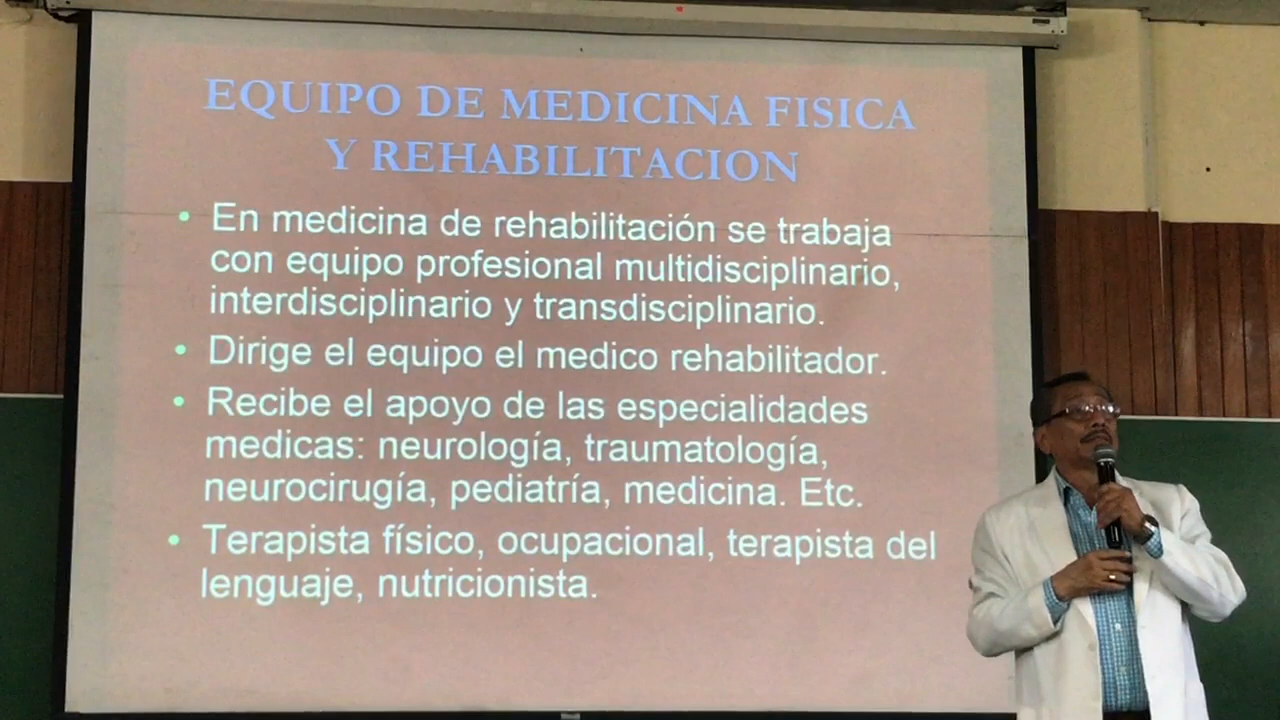 EQUIPO DE MEDICINA FISICA
Y REHABILITACION
• En medicina de rehabilitación se trabaja
con equipo profesional multidisciplinario,
interdisciplinario y transdisciplinario.
• Dirige el equipo el medico rehabilitador.
• Recibe el apoyo de las especialidades
medicas: neurología, traumatología,
neurocirugía, pediatría, medicina. Etc.
• Terapista físico, ocupacional, terapista del
lenguaje, nutricionista.